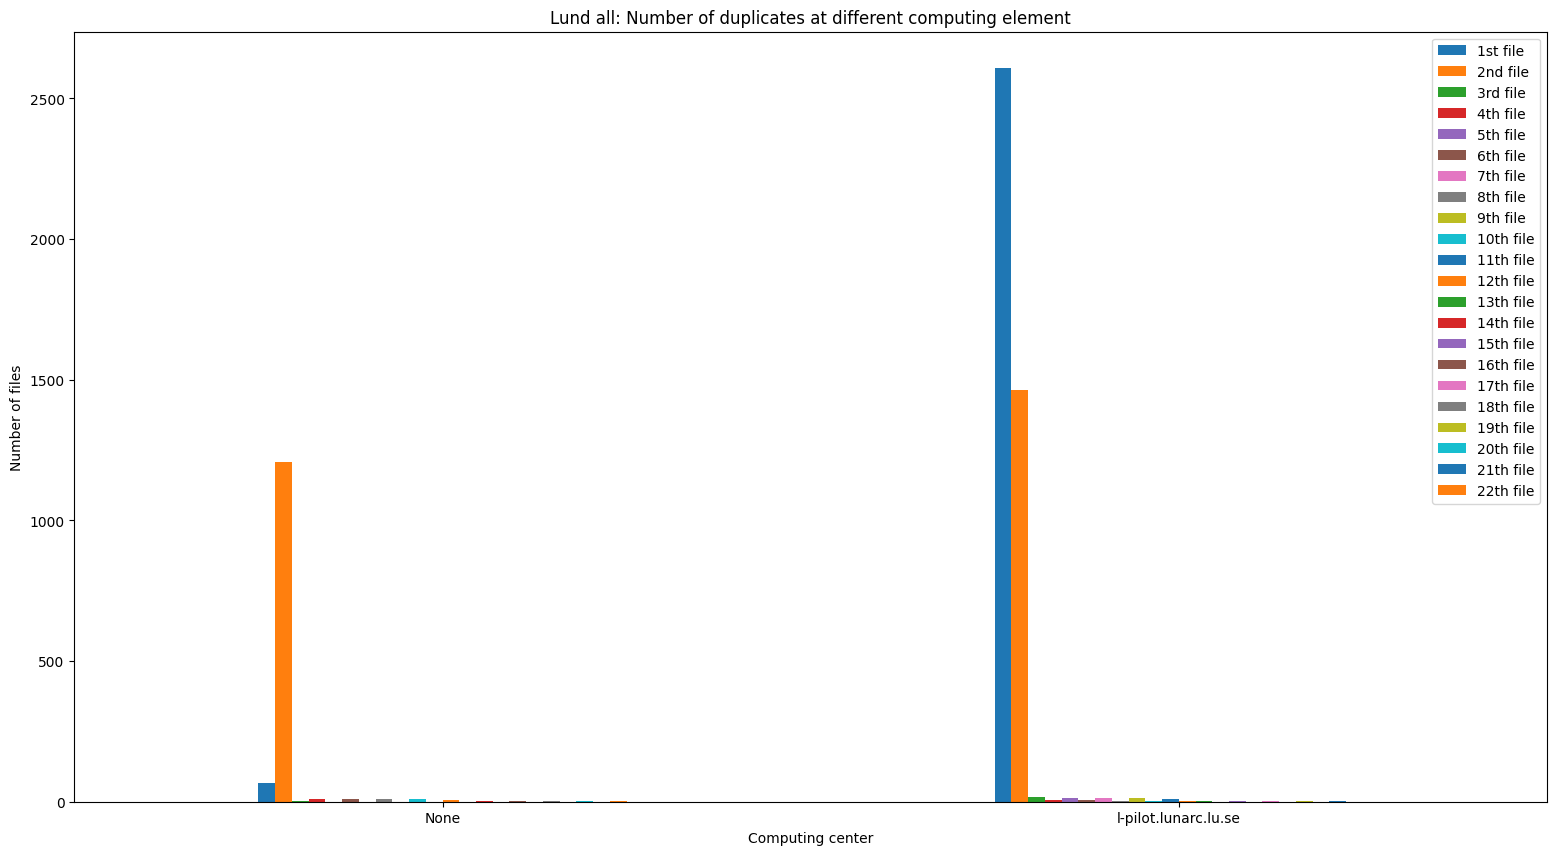 Lund all: Number of duplicates at different computing element
1st file
2nd file
3rd file
4th file
5th file
6th file
7th file
8th file
9th file
10th file
11th file
12th file
13th file
14th file
15th file
16th file
17th file
18th file
19th file
20th file
21th file
22th file
2500
2000
1500
1000
500
0
Number of files
None
l-pilot.lunarc.lu.se
Computing center